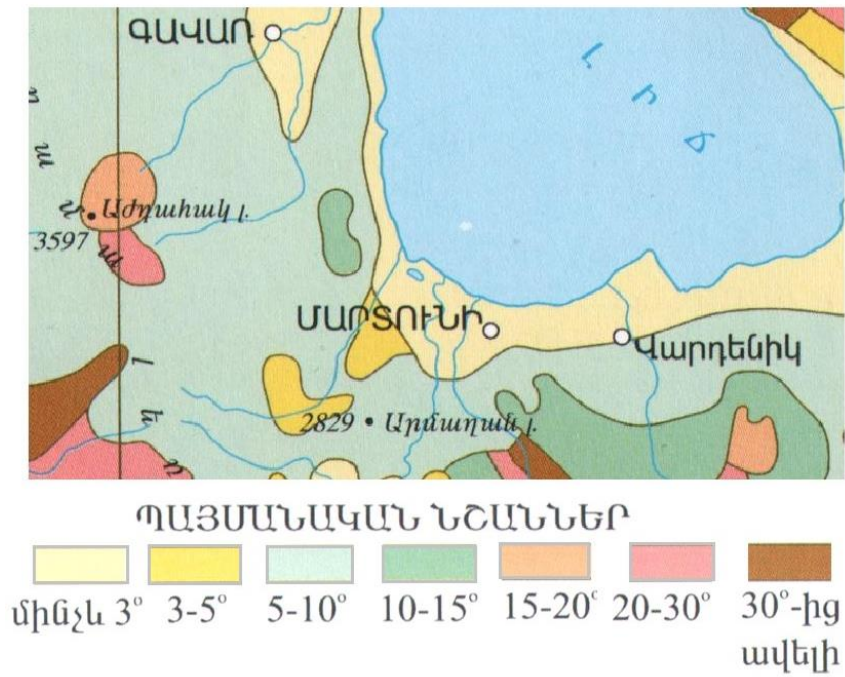 ԳԱՎԱՌ
Լ Ի Ճ
Աժդահակ լ.
3597
ՄԱՐՏՈՒՆԻ
Վարդենիկ
2829 • Արմաղան լ.
ՊԱՅՄԱՆԱԿԱՆ ՆՇԱՆՆԵՐ
մինչև 3° 3-5° 5-10° 10-15° 15-20° 20-30° 30°-ից
ավելի